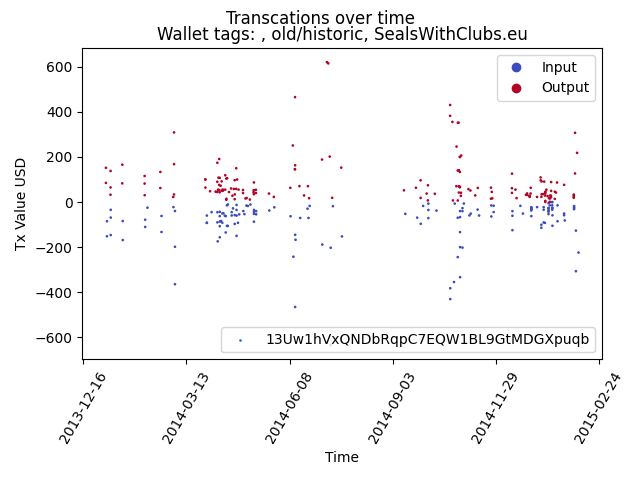 Transcations over time
Wallet tags: , old/historic, SealsWithClubs.eu
Input
Output
600
400
200
0
−200
−400
−600
Tx Value USD
13Uw1hVxQNDbRqpC7EQW1BL9GtMDGXpuqb
2013-12-16
2014-03-13
2014-06-08
2014-09-03
2014-11-29
2015-02-24
Time